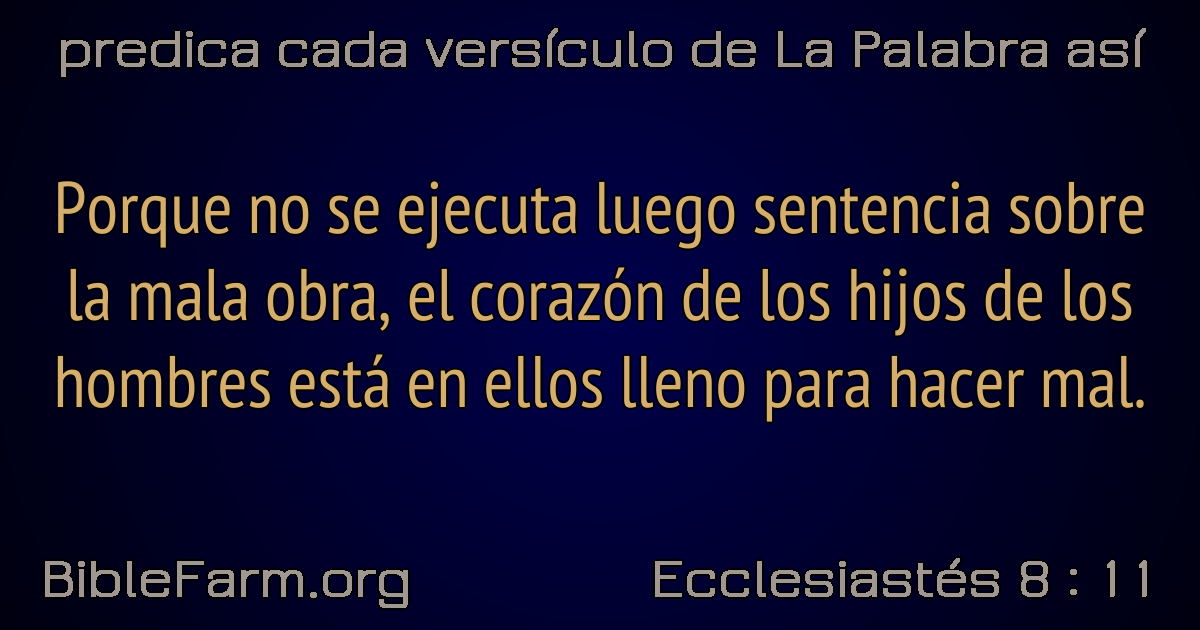 predica cada versículo de La Palabra así
Porque no se ejecuta luego sentencia sobre
la mala obra, el corazón de los hijos de los
hombres está en ellos lleno para hacer mal.
BibleFarm.org
Ecclesiastés 8 : 11